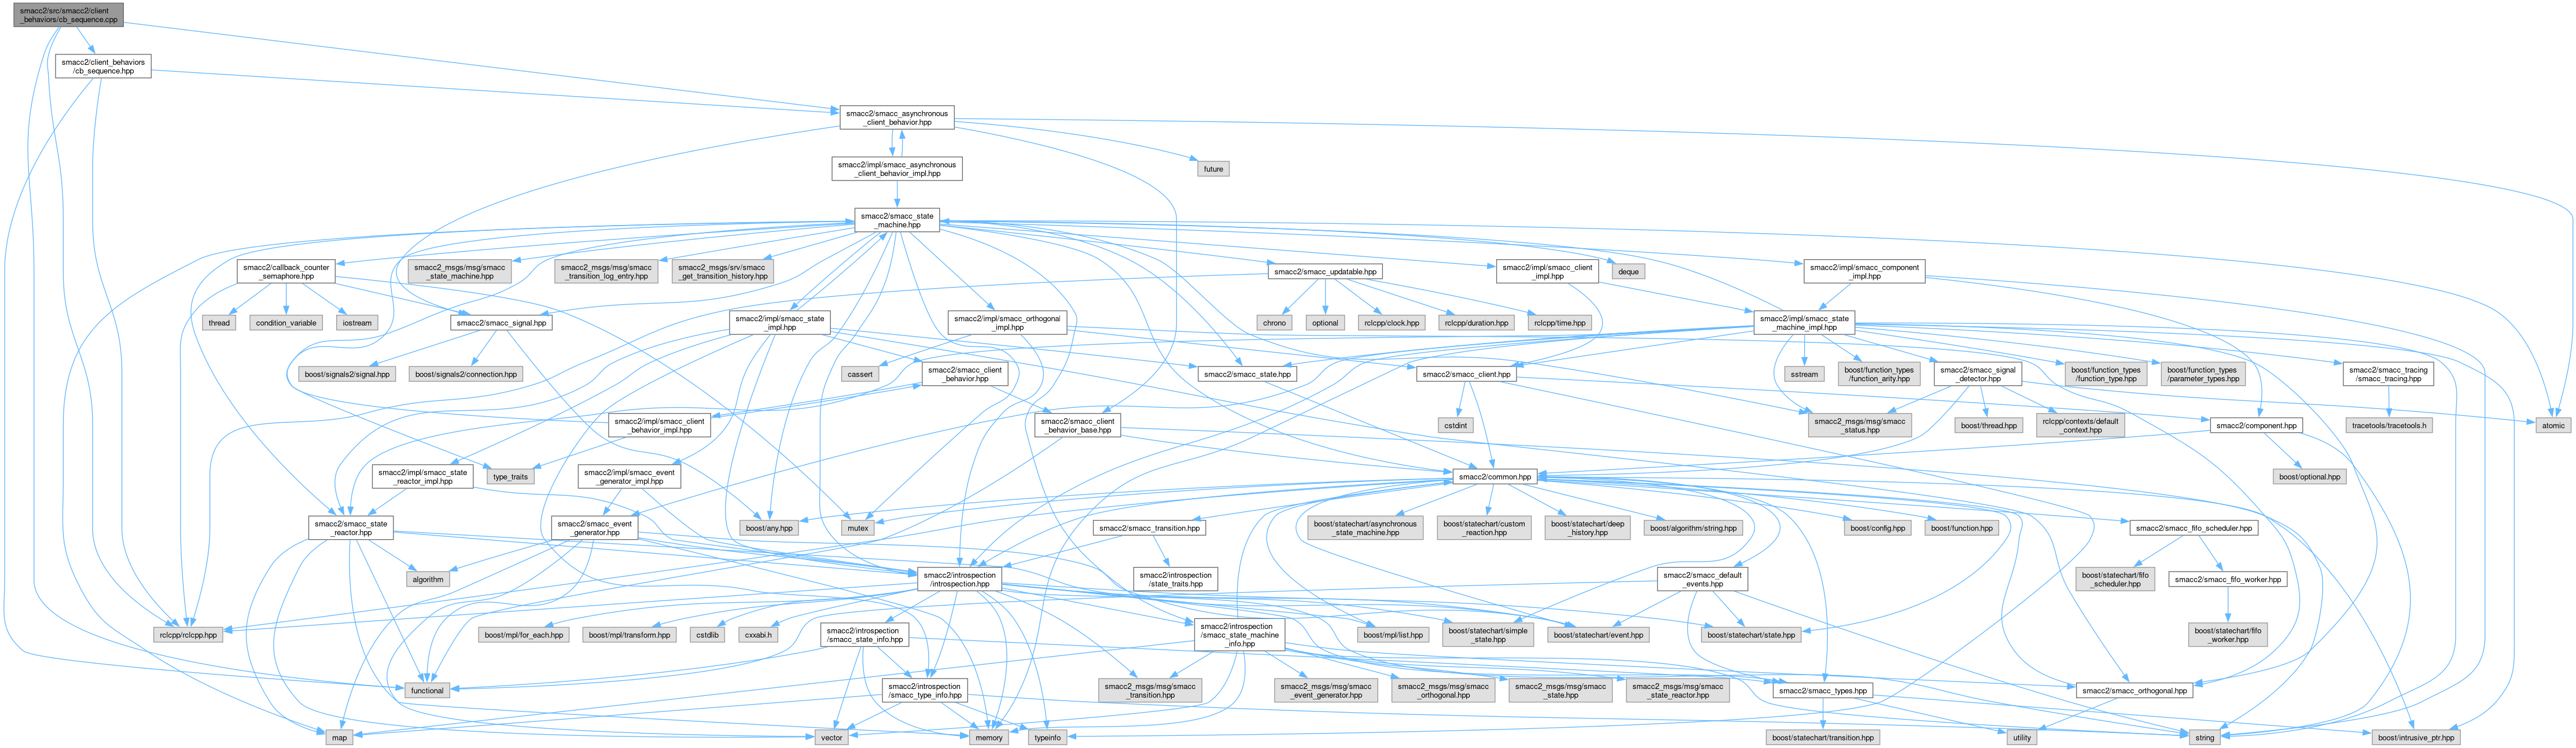 smacc2/src/smacc2/client
_behaviors/cb_sequence.cpp
smacc2/client_behaviors
/cb_sequence.hpp
smacc2/smacc_asynchronous
_client_behavior.hpp
smacc2/impl/smacc_asynchronous
_client_behavior_impl.hpp
future
smacc2/smacc_state
_machine.hpp
smacc2/callback_counter
_semaphore.hpp
smacc2_msgs/msg/smacc
_state_machine.hpp
smacc2_msgs/msg/smacc
_transition_log_entry.hpp
smacc2_msgs/srv/smacc
_get_transition_history.hpp
smacc2/smacc_updatable.hpp
smacc2/impl/smacc_client
_impl.hpp
deque
smacc2/impl/smacc_component
_impl.hpp
thread
condition_variable
iostream
smacc2/smacc_signal.hpp
smacc2/impl/smacc_state
_impl.hpp
smacc2/impl/smacc_orthogonal
_impl.hpp
chrono
optional
rclcpp/clock.hpp
rclcpp/duration.hpp
rclcpp/time.hpp
smacc2/impl/smacc_state
_machine_impl.hpp
boost/signals2/signal.hpp
boost/signals2/connection.hpp
cassert
smacc2/smacc_client
_behavior.hpp
smacc2/smacc_state.hpp
smacc2/smacc_client.hpp
sstream
boost/function_types
/function_arity.hpp
smacc2/smacc_signal
_detector.hpp
boost/function_types
/function_type.hpp
boost/function_types
/parameter_types.hpp
smacc2/smacc_tracing
/smacc_tracing.hpp
smacc2/impl/smacc_client
_behavior_impl.hpp
smacc2/smacc_client
_behavior_base.hpp
cstdint
smacc2_msgs/msg/smacc
_status.hpp
boost/thread.hpp
rclcpp/contexts/default
_context.hpp
smacc2/component.hpp
tracetools/tracetools.h
atomic
smacc2/impl/smacc_state
_reactor_impl.hpp
type_traits
smacc2/impl/smacc_event
_generator_impl.hpp
smacc2/common.hpp
boost/optional.hpp
smacc2/smacc_state
_reactor.hpp
smacc2/smacc_event
_generator.hpp
boost/any.hpp
mutex
smacc2/smacc_transition.hpp
boost/statechart/asynchronous
_state_machine.hpp
boost/statechart/custom
_reaction.hpp
boost/statechart/deep
_history.hpp
boost/algorithm/string.hpp
boost/config.hpp
boost/function.hpp
smacc2/smacc_fifo_scheduler.hpp
algorithm
smacc2/introspection
/introspection.hpp
smacc2/introspection
/state_traits.hpp
smacc2/smacc_default
_events.hpp
boost/statechart/fifo
_scheduler.hpp
smacc2/smacc_fifo_worker.hpp
rclcpp/rclcpp.hpp
boost/mpl/for_each.hpp
boost/mpl/transform.hpp
cstdlib
cxxabi.h
smacc2/introspection
/smacc_state_info.hpp
smacc2/introspection
/smacc_state_machine
_info.hpp
boost/mpl/list.hpp
boost/statechart/simple
_state.hpp
boost/statechart/event.hpp
boost/statechart/state.hpp
boost/statechart/fifo
_worker.hpp
functional
smacc2/introspection
/smacc_type_info.hpp
smacc2_msgs/msg/smacc
_transition.hpp
smacc2_msgs/msg/smacc
_event_generator.hpp
smacc2_msgs/msg/smacc
_orthogonal.hpp
smacc2_msgs/msg/smacc
_state.hpp
smacc2_msgs/msg/smacc
_state_reactor.hpp
smacc2/smacc_types.hpp
smacc2/smacc_orthogonal.hpp
map
vector
memory
typeinfo
boost/statechart/transition.hpp
utility
string
boost/intrusive_ptr.hpp